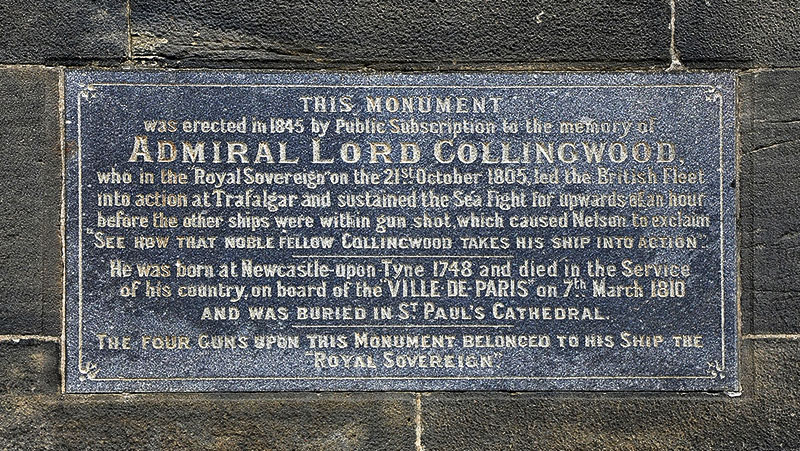 THIS MONUMENT
was erected in 1845 by Public Subscription to the memory of
ADMIRAL LORD COLLINGWOOD,
who in the "Royal Sovereign" on the 21st October 1805, led the British Fleet
into action at Trafalgar and sustained the Sea Fight for upwards of an hour
before the other ships were within gun shot, which caused Nelson to exclaim
"SEE HOW THAT NOBLE FELLOW COLLINGWOOD TAKES HIS SHIP INTO ACTION".
He was born at Newcastle-upon Tyne 1748 and died in the Service
of his country, on board of the "VILLE DE PARIS" on 7th March 1810
AND WAS BURIED IN ST PAUL'S CATHEDRAL.
THE FOUR GUNS UPON THIS MONUMENT BELONGED TO HIS SHIP THE
"ROYAL SOVEREIGN"